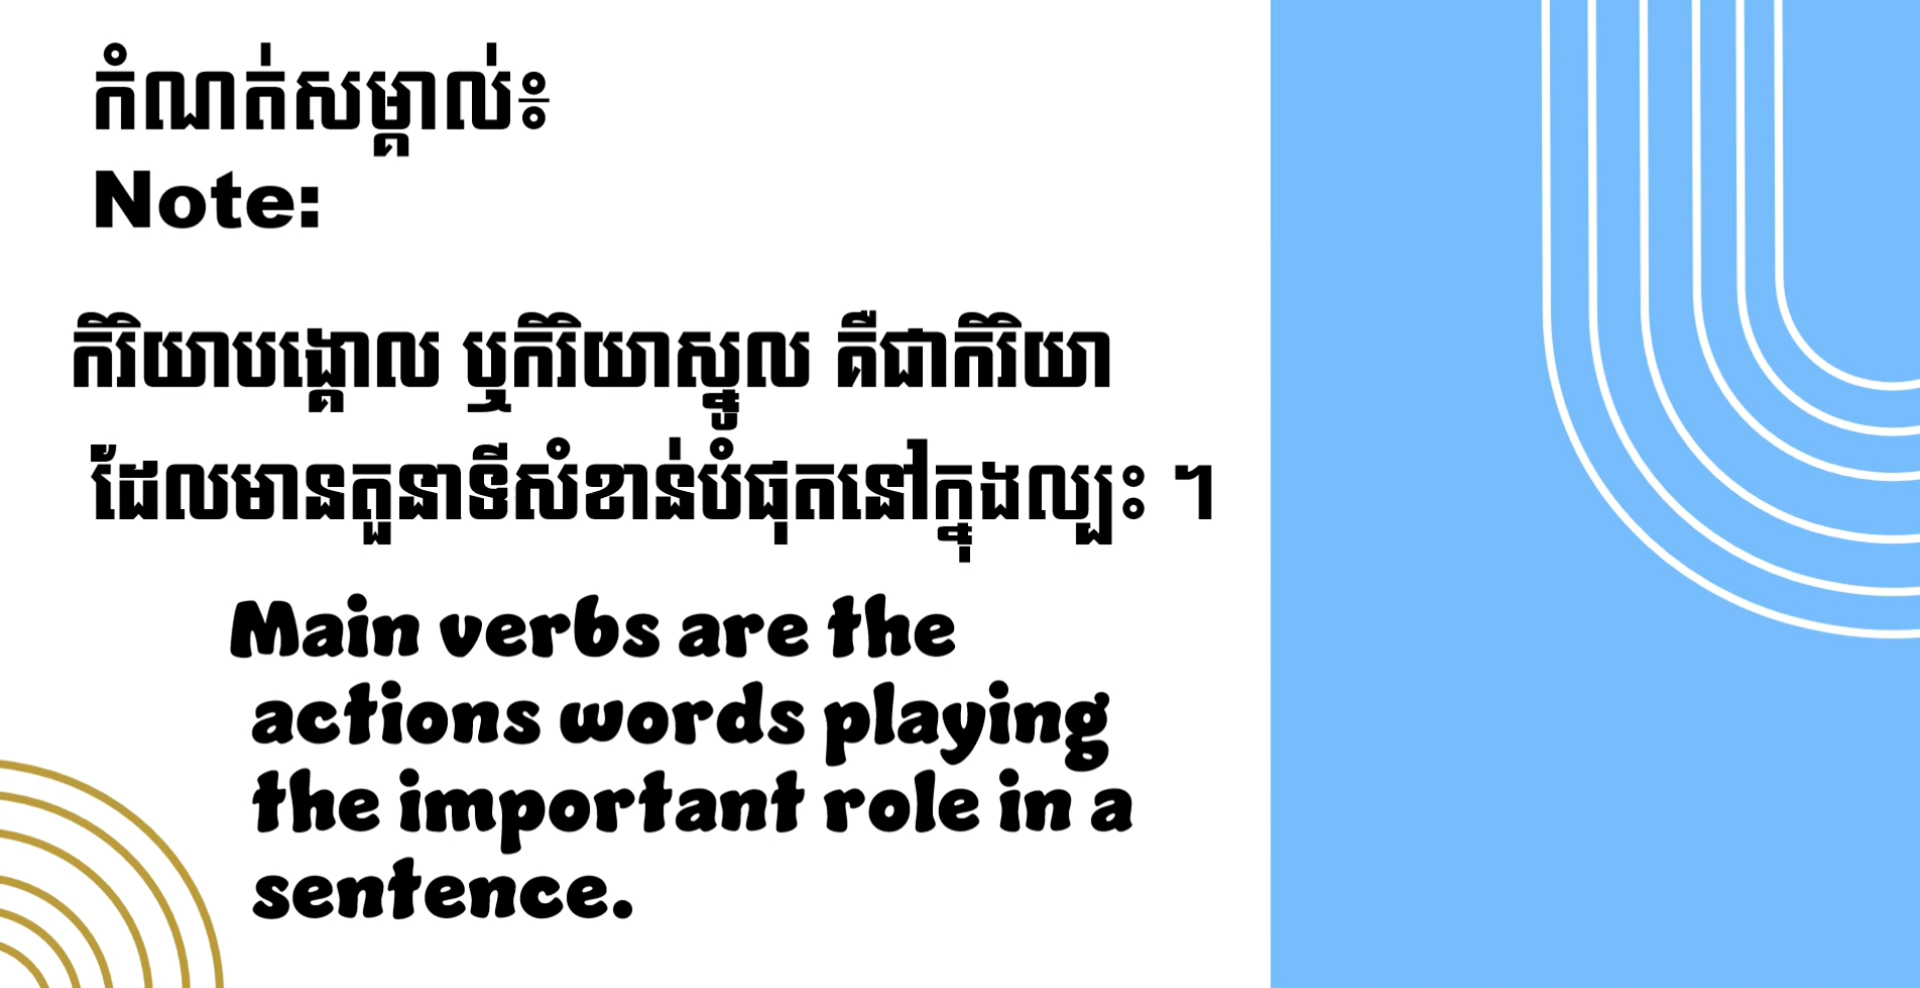 កំណត់សម្គាល់៖
Note:
កិរិយាបង្គោល ឬកិរិយាស្នូល គឺជាកិរិយា
ដែលមានតួនាទីសំខាន់បំផុតនៅក្នុងល្បះ ។
Main verbs are the
actions words playing
the important role in a
sentence.